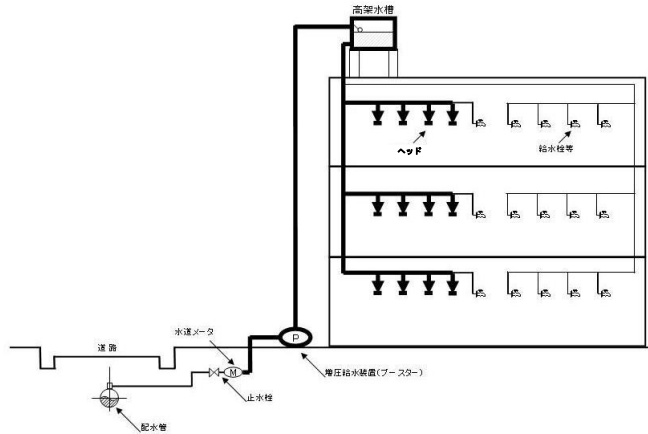 高架水槽
ヘッド
給水栓等
水道メータ
道路
P
増圧給水装置(ブースター)
M
止水栓
配水管